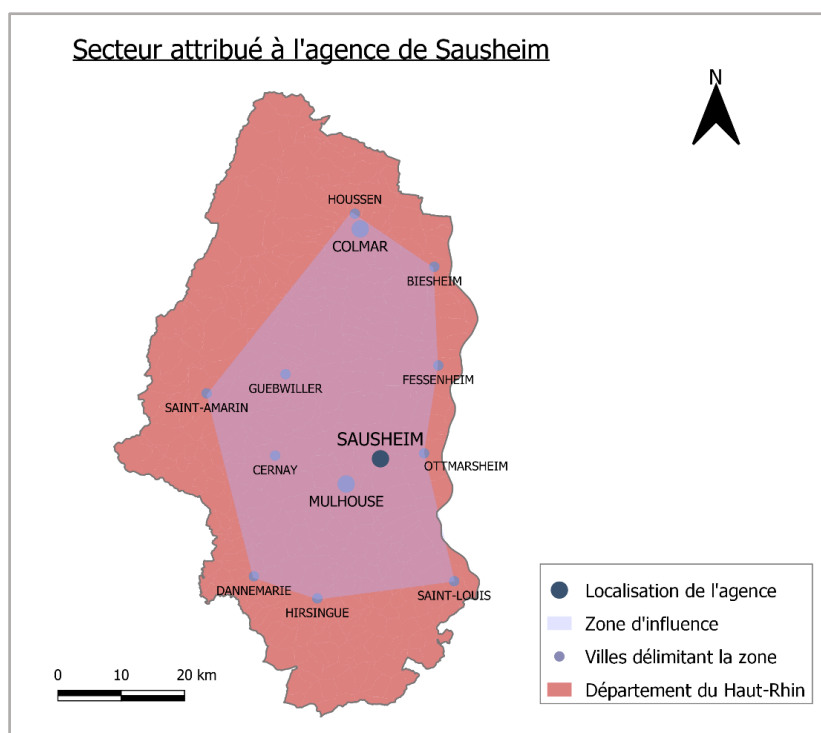 Secteur attribué à l'agence de Sausheim
N
HOUSSEN
COLMAR
BIESHEIM
FESSENHEIM
GUEBWILLER
SAINT-AMARIN
SAUSHEIM
OTTMARSHEIM
CERNAY
MULHOUSE
DANNEMARIE
HIRSINGUE
SAINT-LOUIS
Localisation de l'agence
Zone d'influence
Villes délimitant la zone
Département du Haut-Rhin
0 10 20 km